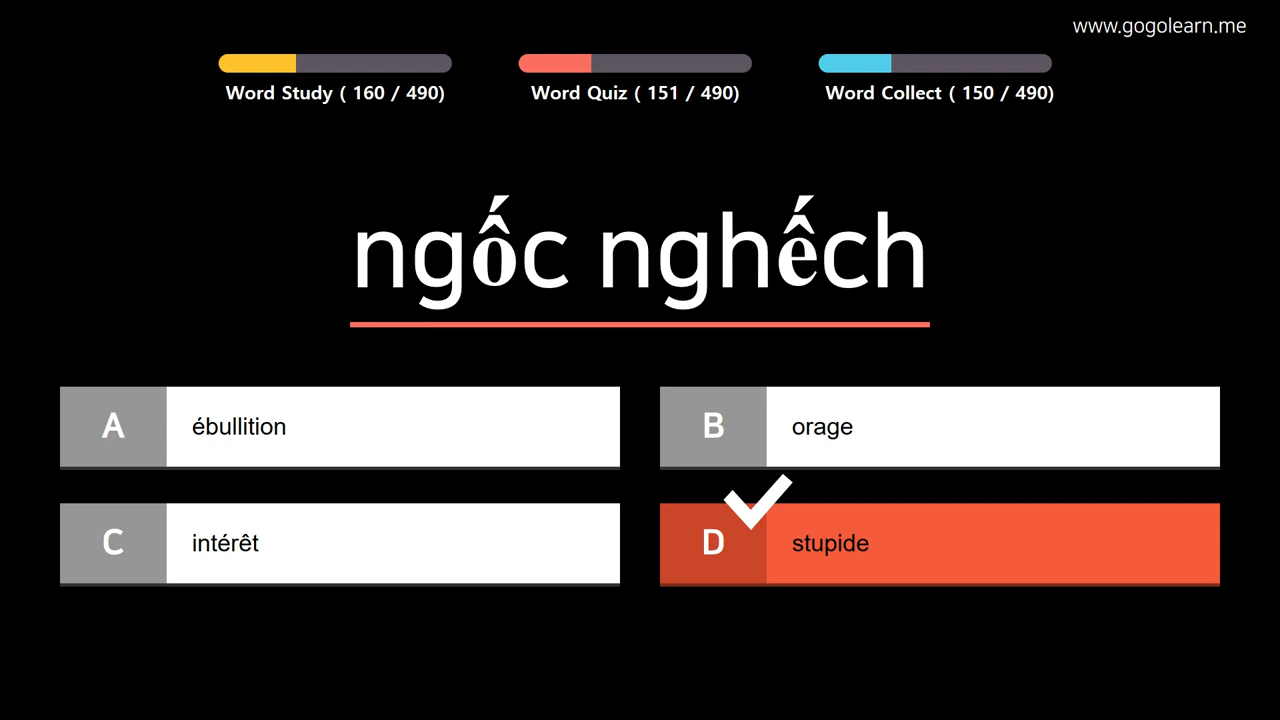 www.gogolearn.me
Word Study ( 160 / 490)
Word Quiz ( 151 / 490)
Word Collect ( 150 / 490)
ngốc nghếch
A ébullition
B orage
C intérêt
D stupide